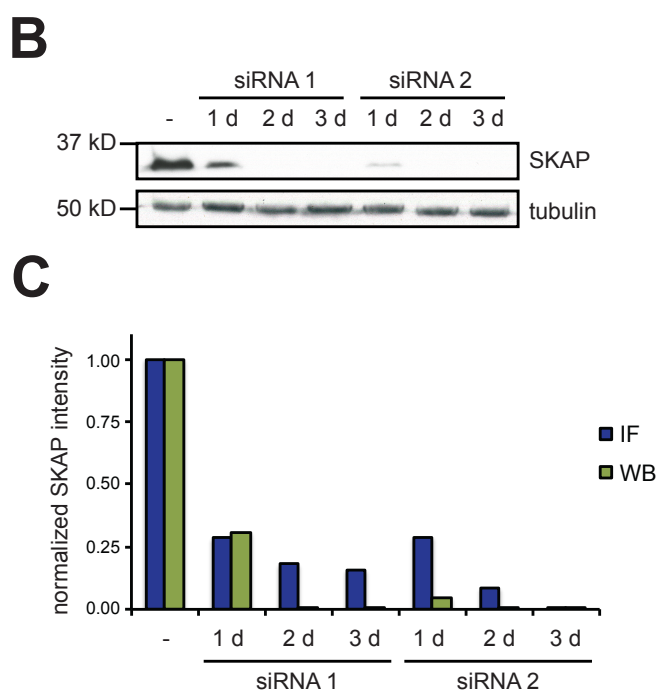 B
siRNA 1 siRNA 2
- 1 d 2 d 3 d 1 d 2 d 3 d
37 kD SKAP
50 kD tubulin
C
normalized SKAP intensity
1.00
0.75
0.50
0.25
0.00
IF
WB
- 1 d 2 d 3 d 1 d 2 d 3 d
siRNA 1 siRNA 2